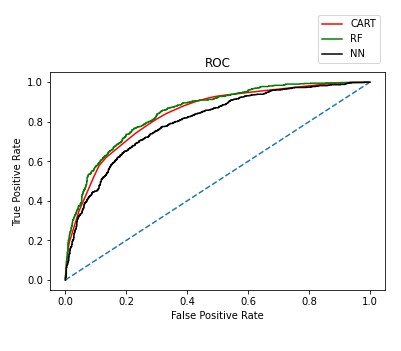 CART
RF
NN
ROC
1.0
0.8
0.6
0.4
0.2
0.0
True Positive Rate
0.0 0.2 0.4 0.6 0.8 1.0
False Positive Rate